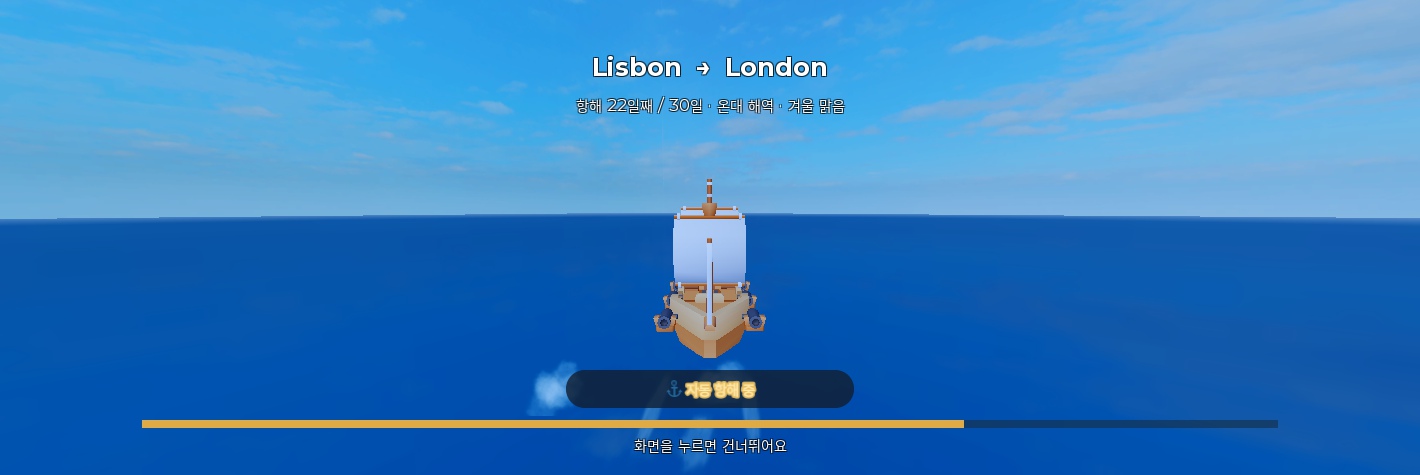 Lisbon → London
항해 22일째 / 30일 · 온대 해역 · 겨울 맑음
⚓ 자동 항해 중
화면을 누르면 건너뛰어요